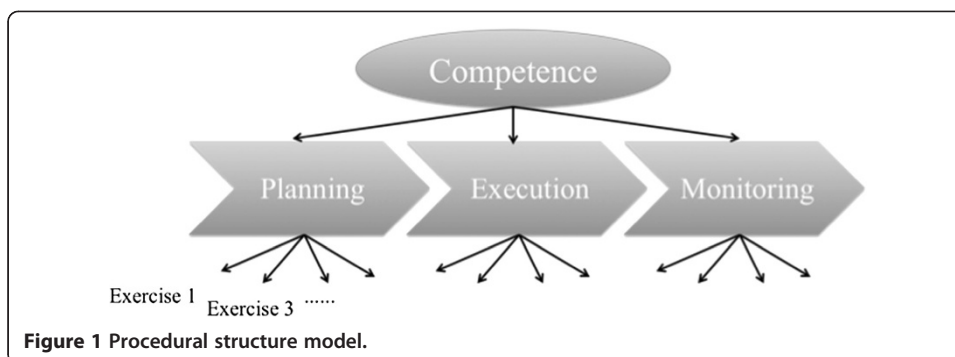 Competence
Planning
Execution
Monitoring
Exercise 1
Exercise 3
......
Figure 1 Procedural structure model.